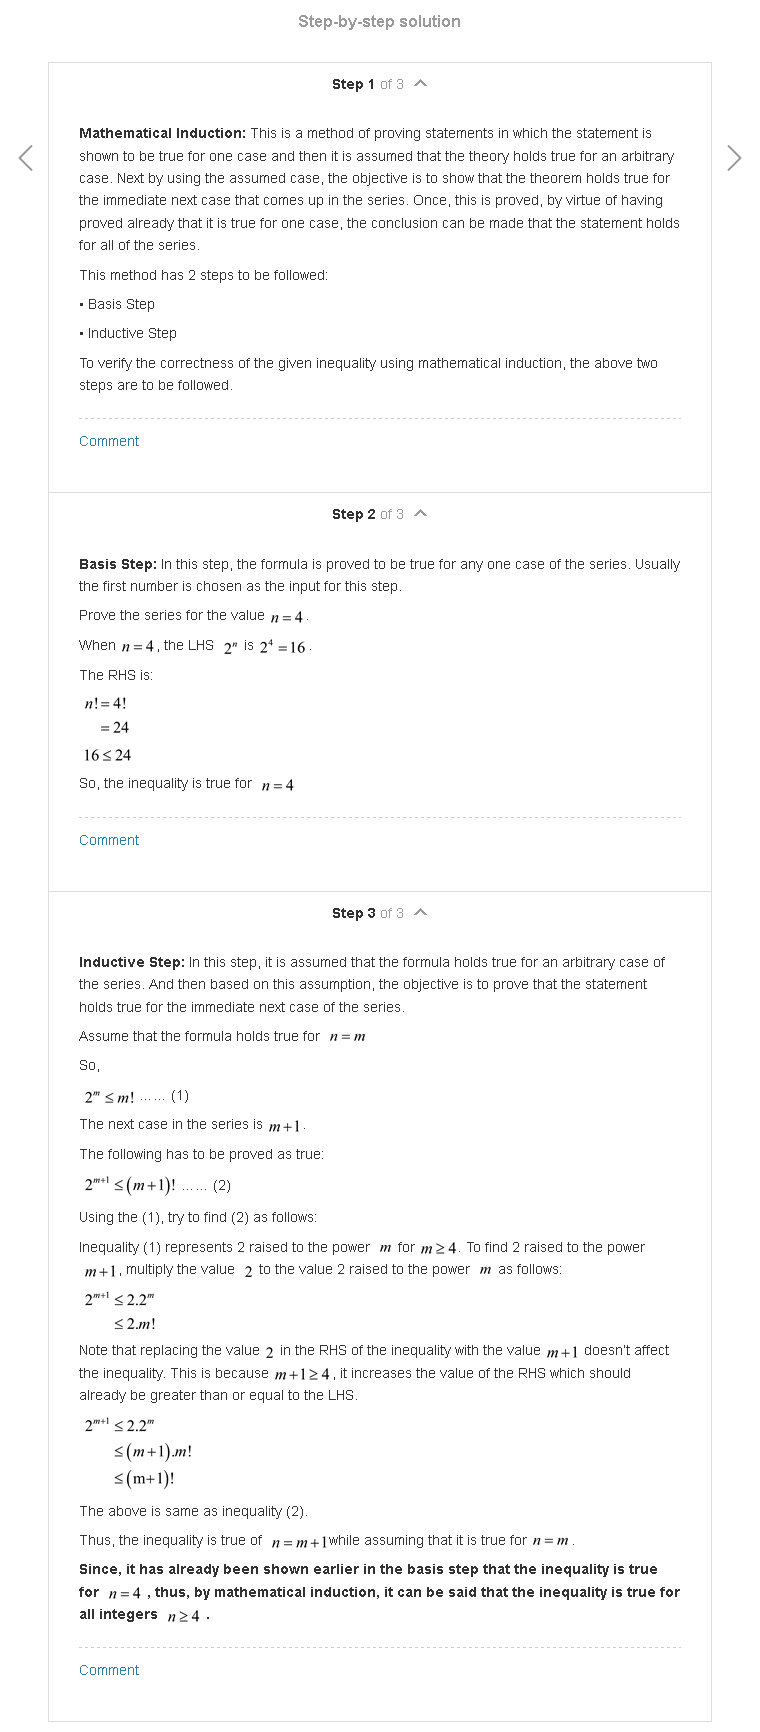 Step-by-step solution
Step 1 of 3
Mathematical Induction: This is a method of proving statements in which the statement is
shown to be true for one case and then it is assumed that the theory holds true for an arbitrary
case. Next by using the assumed case, the objective is to show that the theorem holds true for
the immediate next case that comes up in the series. Once, this is proved, by virtue of having
proved already that it is true for one case, the conclusion can be made that the statement holds
for all of the series.
This method has 2 steps to be followed:
• Basis Step
• Inductive Step
To verify the correctness of the given inequality using mathematical induction, the above two
steps are to be followed.
Comment
Step 2 of 3
Basis Step: In this step, the formula is proved to be true for any one case of the series. Usually
the first number is chosen as the input for this step.
Prove the series for the value n = 4.
When n = 4, the LHS 2ⁿ is 2⁴ = 16.
The RHS is:
n! = 4!
= 24
16 ≤ 24
So, the inequality is true for n = 4
Comment
Step 3 of 3
Inductive Step: In this step, it is assumed that the formula holds true for an arbitrary case of
the series. And then based on this assumption, the objective is to prove that the statement
holds true for the immediate next case of the series.
Assume that the formula holds true for n = m
So,
2ᵐ ≤ m! …… (1)
The next case in the series is m+1.
The following has to be proved as true:
2ᵐ⁺¹ ≤ (m+1)! …… (2)
Using the (1), try to find (2) as follows:
Inequality (1) represents 2 raised to the power m for m ≥ 4. To find 2 raised to the power
m+1, multiply the value 2 to the value 2 raised to the power m as follows:
2ᵐ⁺¹ ≤ 2.2ᵐ
≤ 2.m!
Note that replacing the value 2 in the RHS of the inequality with the value m+1 doesn't affect
the inequality. This is because m+1 ≥ 4, it increases the value of the RHS which should
already be greater than or equal to the LHS.
2ᵐ⁺¹ ≤ 2.2ᵐ
≤ (m+1).m!
≤ (m+1)!
The above is same as inequality (2).
Thus, the inequality is true of n = m+1 while assuming that it is true for n = m.
Since, it has already been shown earlier in the basis step that the inequality is true
for n = 4 , thus, by mathematical induction, it can be said that the inequality is true for
all integers n ≥ 4 .
Comment